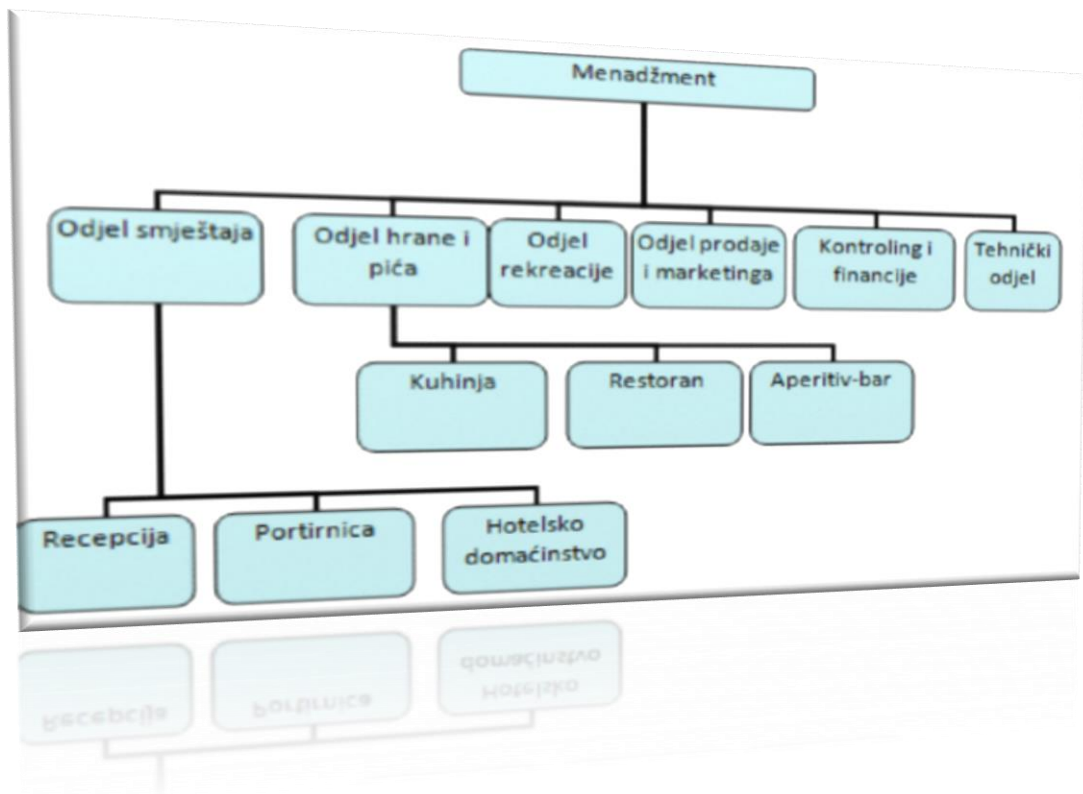 Menadžment
Odjel smještaja
Odjel hrane i
pića
Odjel
rekreacije
Odjel prodaje
i marketinga
Kontroling i
financije
Tehnički
odjel
Kuhinja
Restoran
Aperitiv-bar
Recepcija
Portirnica
Hotelsko
domaćinstvo